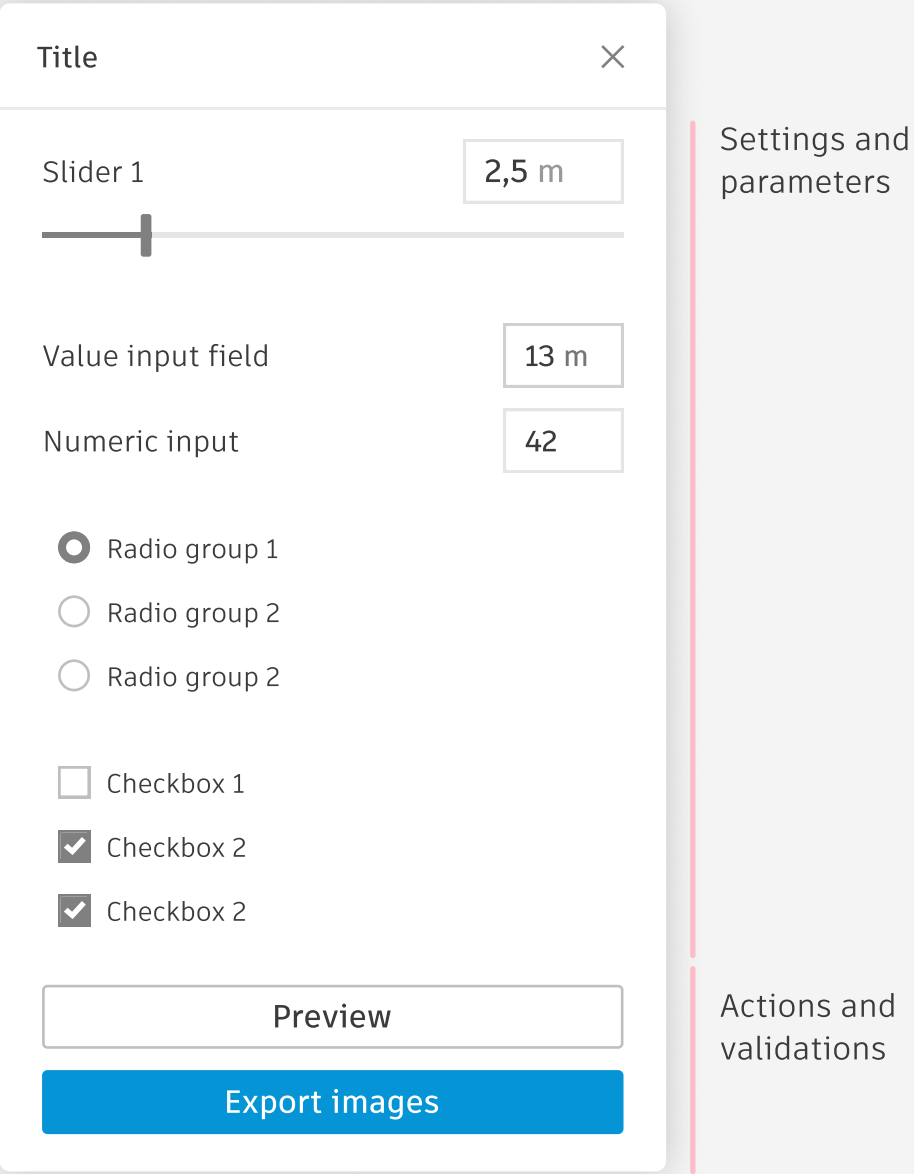 Title
Slider 1
2,5 m
Value input field
13 m
Numeric input
42
Radio group 1
Radio group 2
Radio group 2
Checkbox 1
Checkbox 2
Checkbox 2
Preview
Export images
Settings and
parameters
Actions and
validations